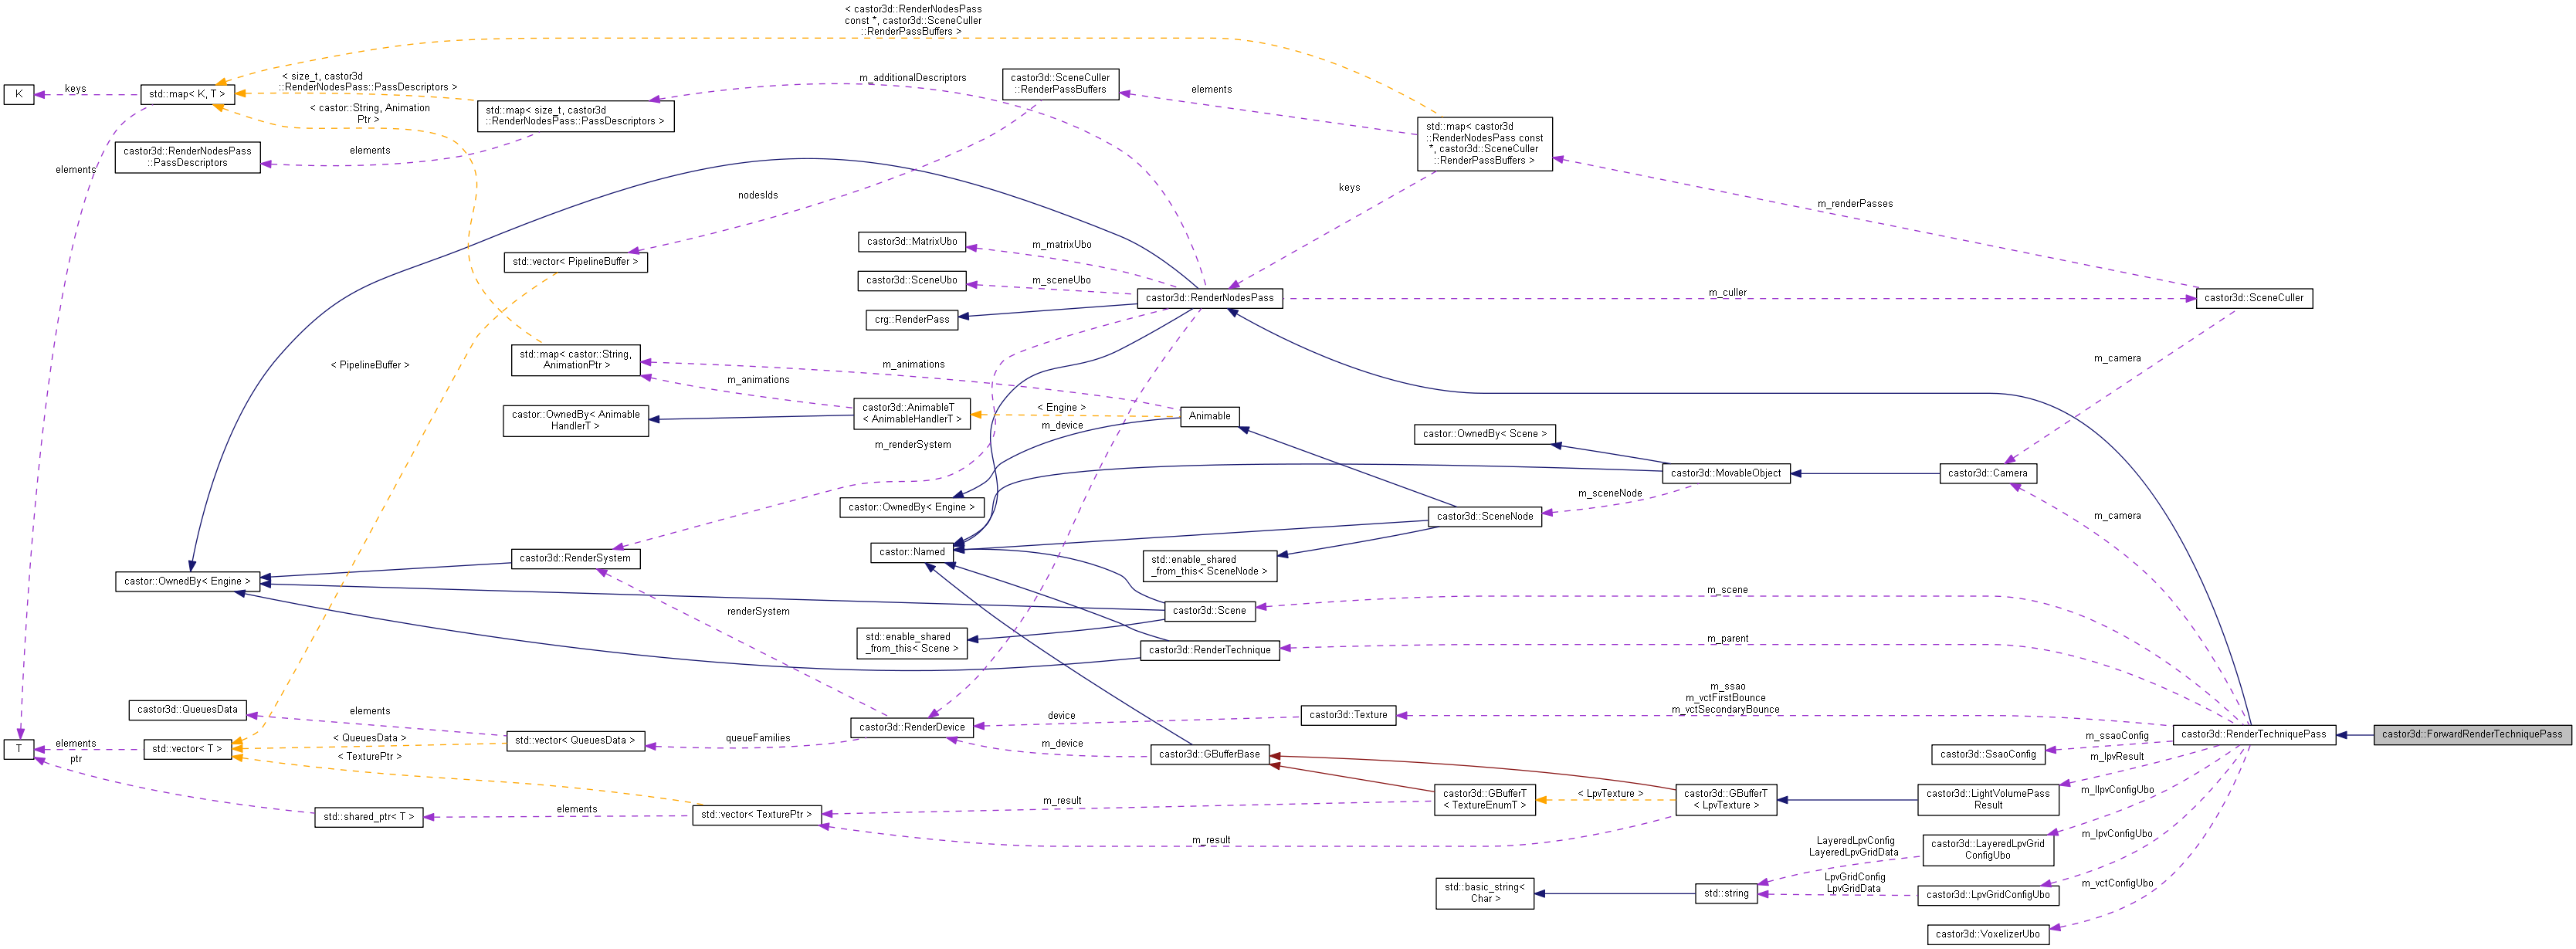 < castor3d::RenderNodesPass
const *, castor3d::SceneCuller
::RenderPassBuffers >
K
keys
std::map< K, T >
< size_t, castor3d
::RenderNodesPass::PassDescriptors >
< castor::String, Animation
Ptr >
m_additionalDescriptors
castor3d::SceneCuller
::RenderPassBuffers
elements
std::map< size_t, castor3d
::RenderNodesPass::PassDescriptors >
std::map< castor3d
::RenderNodesPass const
*, castor3d::SceneCuller
::RenderPassBuffers >
castor3d::RenderNodesPass
::PassDescriptors
elements
elements
keys
nodesIds
m_renderPasses
castor3d::MatrixUbo
m_matrixUbo
std::vector< PipelineBuffer >
castor3d::SceneUbo
m_sceneUbo
castor3d::RenderNodesPass
m_culler
castor3d::SceneCuller
crg::RenderPass
std::map< castor::String,
AnimationPtr >
< PipelineBuffer >
m_animations
m_animations
m_camera
castor::OwnedBy< Animable
HandlerT >
castor3d::AnimableT
< AnimableHandlerT >
< Engine >
m_device
Animable
castor::OwnedBy< Scene >
m_renderSystem
castor3d::MovableObject
castor3d::Camera
m_sceneNode
castor::OwnedBy< Engine >
castor3d::SceneNode
m_camera
castor::Named
castor3d::RenderSystem
std::enable_shared
_from_this< SceneNode >
castor::OwnedBy< Engine >
m_scene
renderSystem
castor3d::Scene
std::enable_shared
_from_this< Scene >
m_parent
castor3d::RenderTechnique
m_ssao
m_vctFirstBounce
m_vctSecondaryBounce
castor3d::QueuesData
elements
castor3d::RenderDevice
device
castor3d::Texture
T
elements
ptr
std::vector< T >
< QueuesData >
< TexturePtr >
std::vector< QueuesData >
queueFamilies
m_device
castor3d::GBufferBase
castor3d::SsaoConfig
m_ssaoConfig
m_lpvResult
castor3d::RenderTechniquePass
castor3d::ForwardRenderTechniquePass
std::shared_ptr< T >
elements
std::vector< TexturePtr >
m_result
castor3d::GBufferT
< TextureEnumT >
< LpvTexture >
castor3d::GBufferT
< LpvTexture >
castor3d::LightVolumePass
Result
m_llpvConfigUbo
m_result
LayeredLpvConfig
LayeredLpvGridData
castor3d::LayeredLpvGrid
ConfigUbo
m_lpvConfigUbo
std::basic_string<
Char >
std::string
LpvGridConfig
LpvGridData
castor3d::LpvGridConfigUbo
m_vctConfigUbo
castor3d::VoxelizerUbo